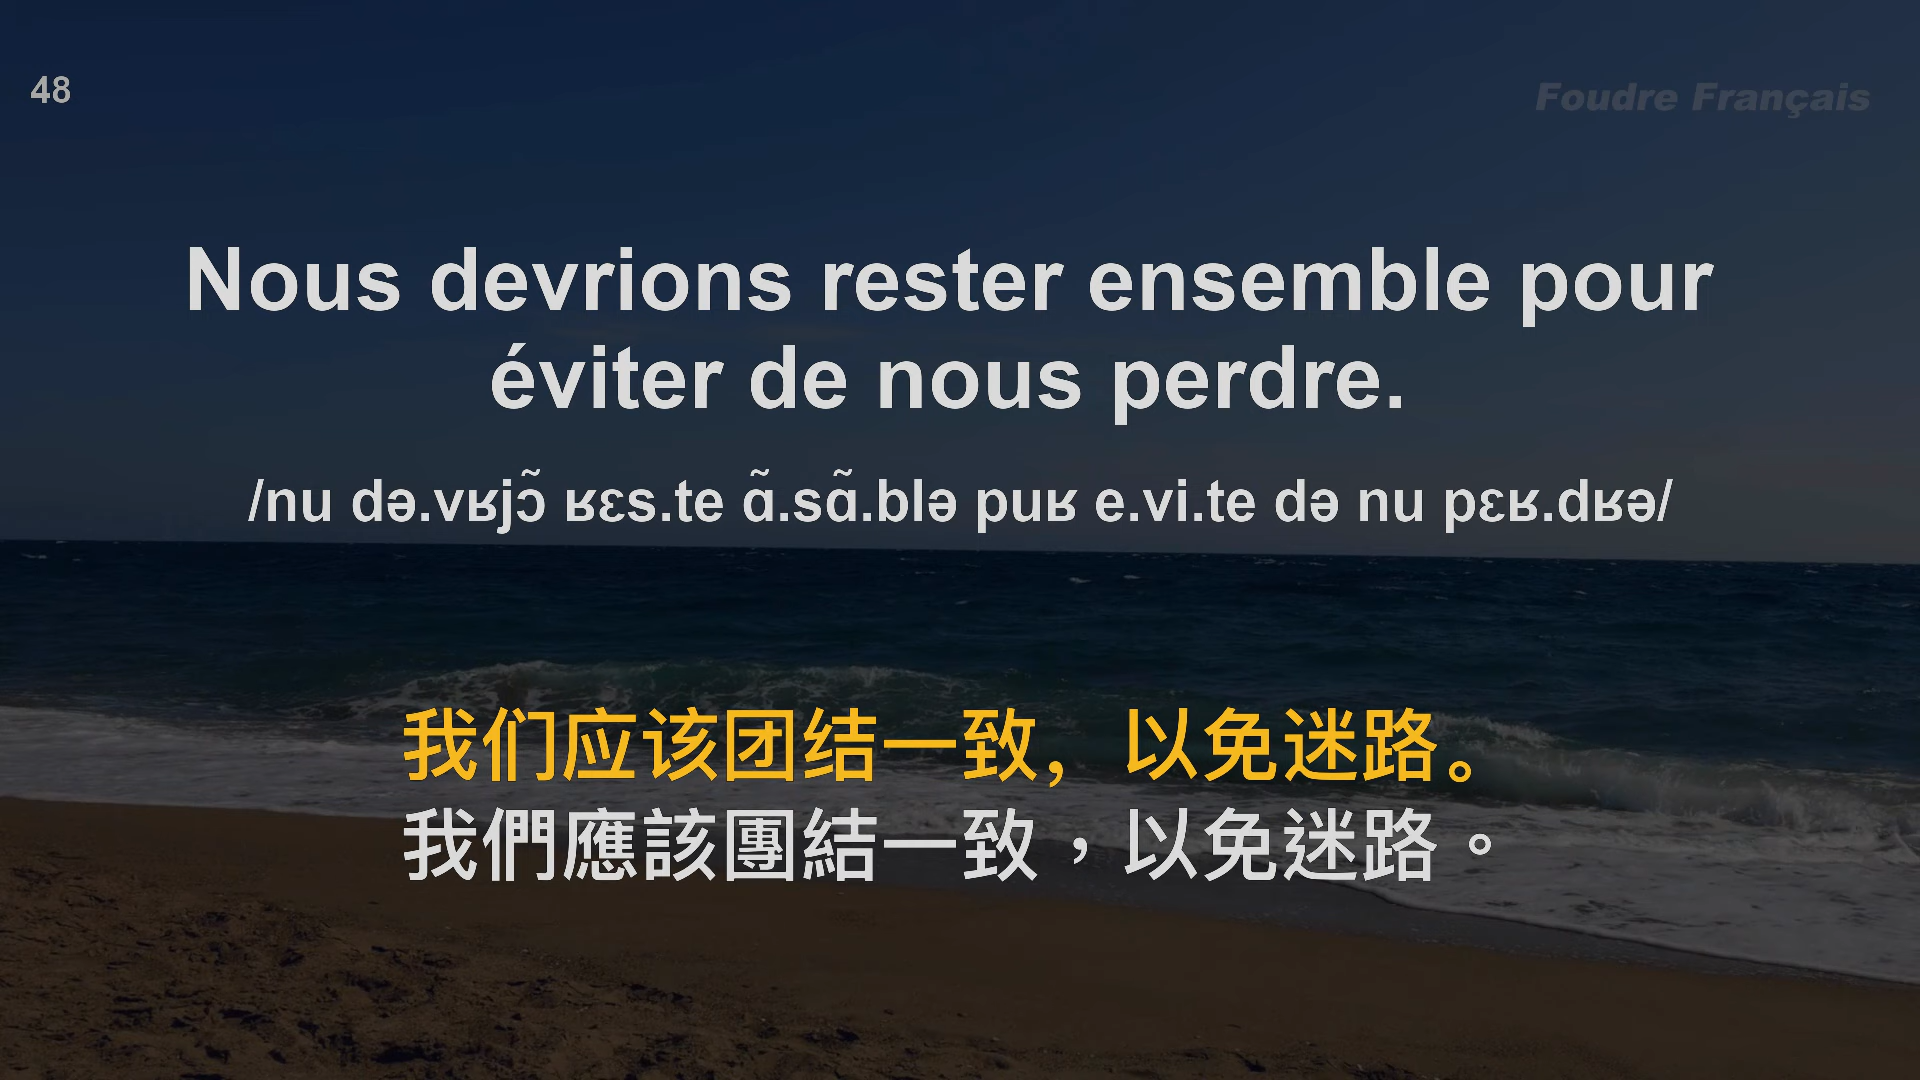 48
Foudre Français
Nous devrions rester ensemble pour
éviter de nous perdre.
/nu də.vʁjɔ̃ ʁɛs.te ɑ̃.sɑ̃.blə puʁ e.vi.te də nu pɛʁ.dʁə/
我们应该团结一致，以免迷路。
我們應該團結一致，以免迷路。